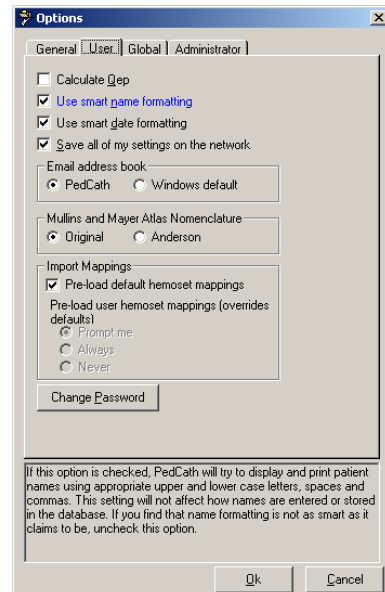 Options
General User Global Administrator
Calculate Qep
Use smart name formatting
Use smart date formatting
Save all of my settings on the network
Email address book
PedCath Windows default
Mullins and Mayer Atlas Nomenclature
Original Anderson
Import Mappings
Pre-load default hemoset mappings
Pre-load user hemoset mappings (overrides
defaults)
Prompt me
Always
Never
Change Password
If this option is checked, PedCath will try to display and print patient
names using appropriate upper and lower case letters, spaces and
commas. This setting will not affect how names are entered or stored
in the database. If you find that name formatting is not as smart as it
claims to be, uncheck this option.
Ok Cancel